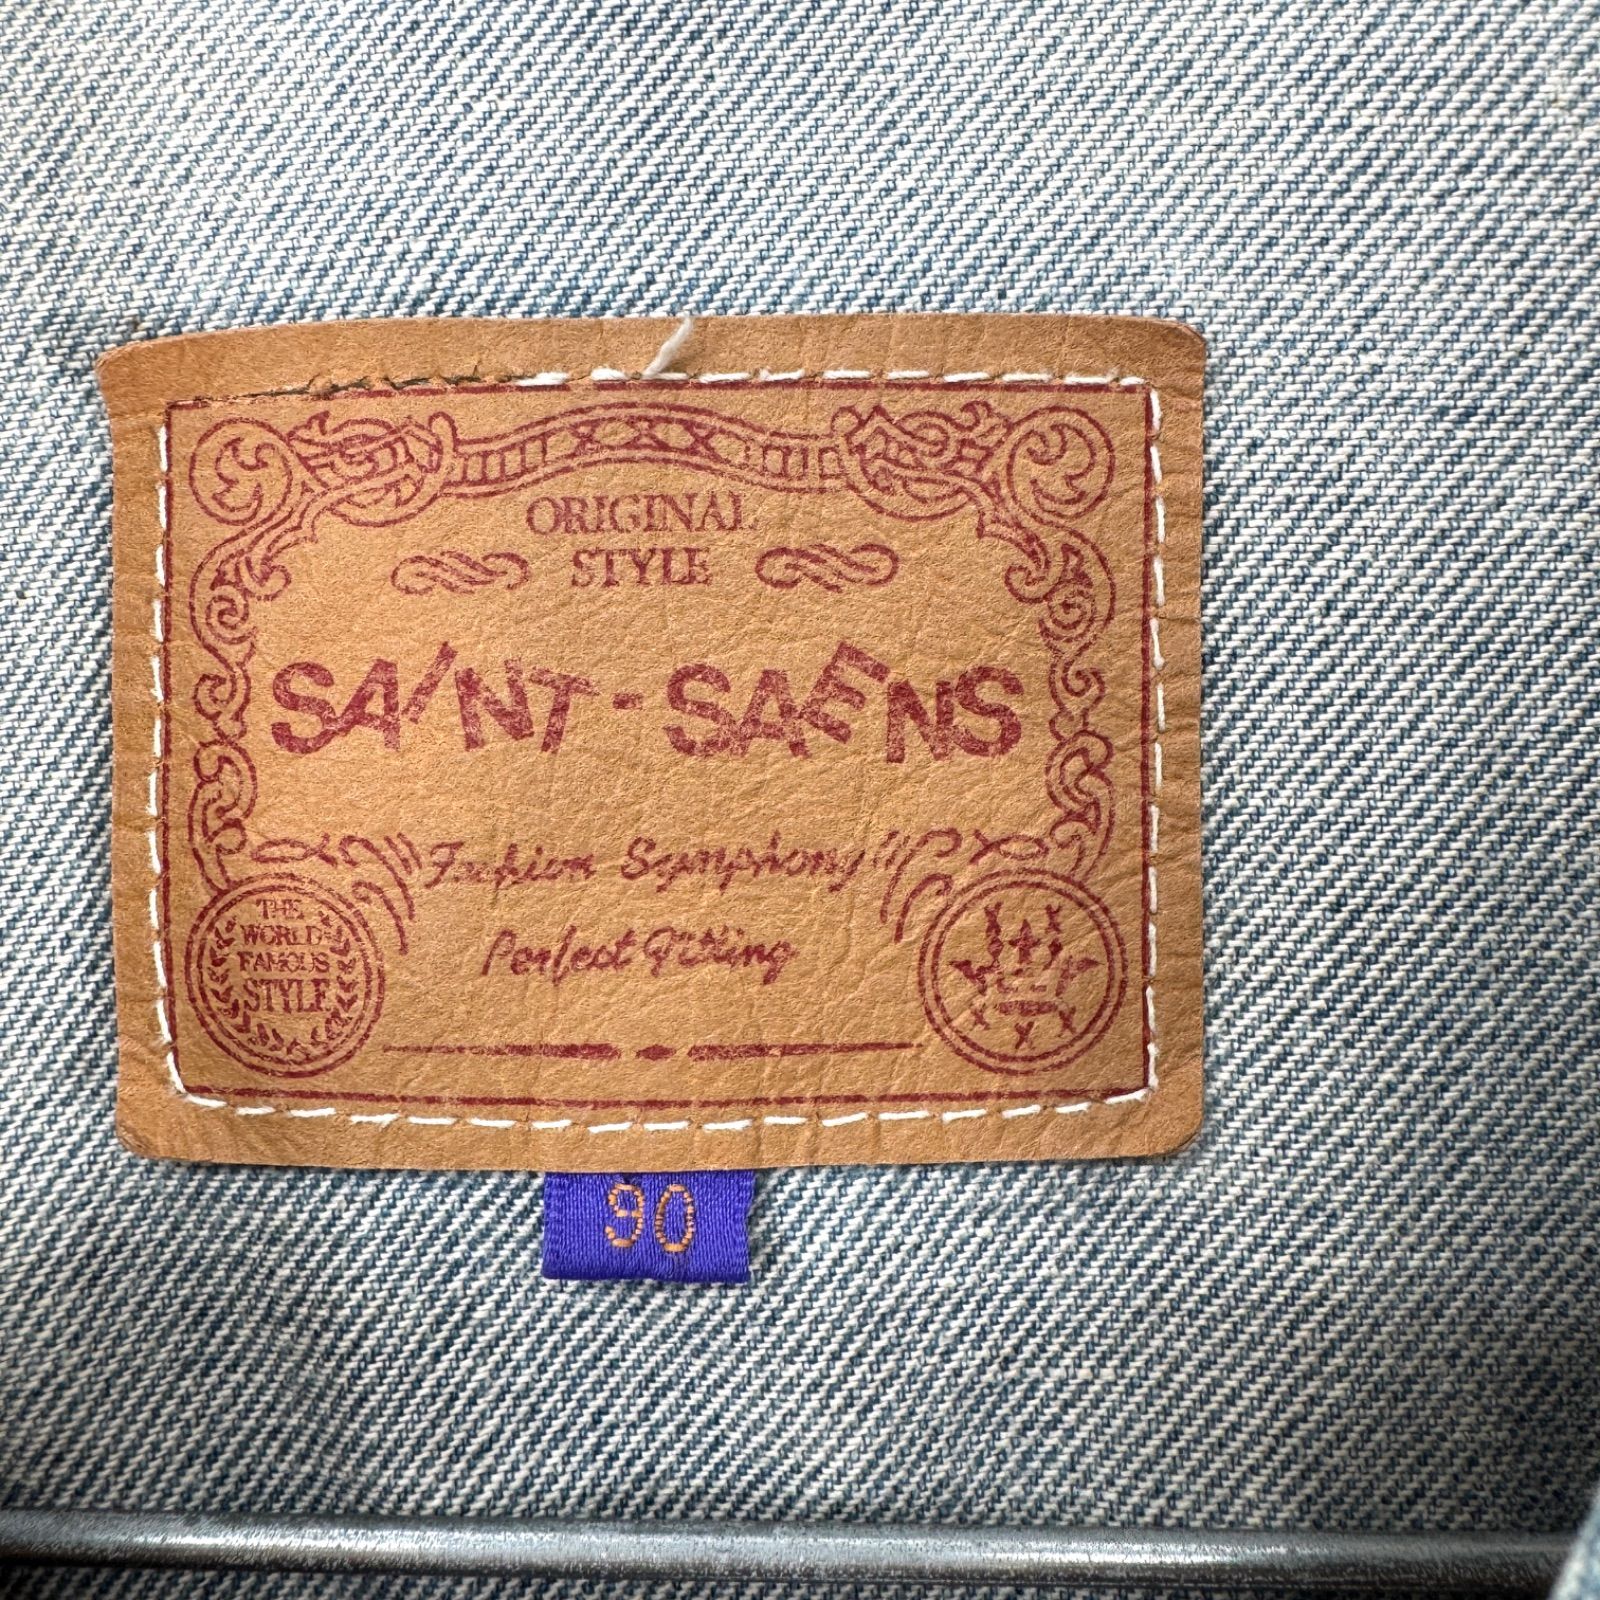 ORIGINAL
STYLE
SAINT-SAENS
Fashion Symphony
Perfect Fitting
THE
WORLD
FAMOUS
STYLE
90